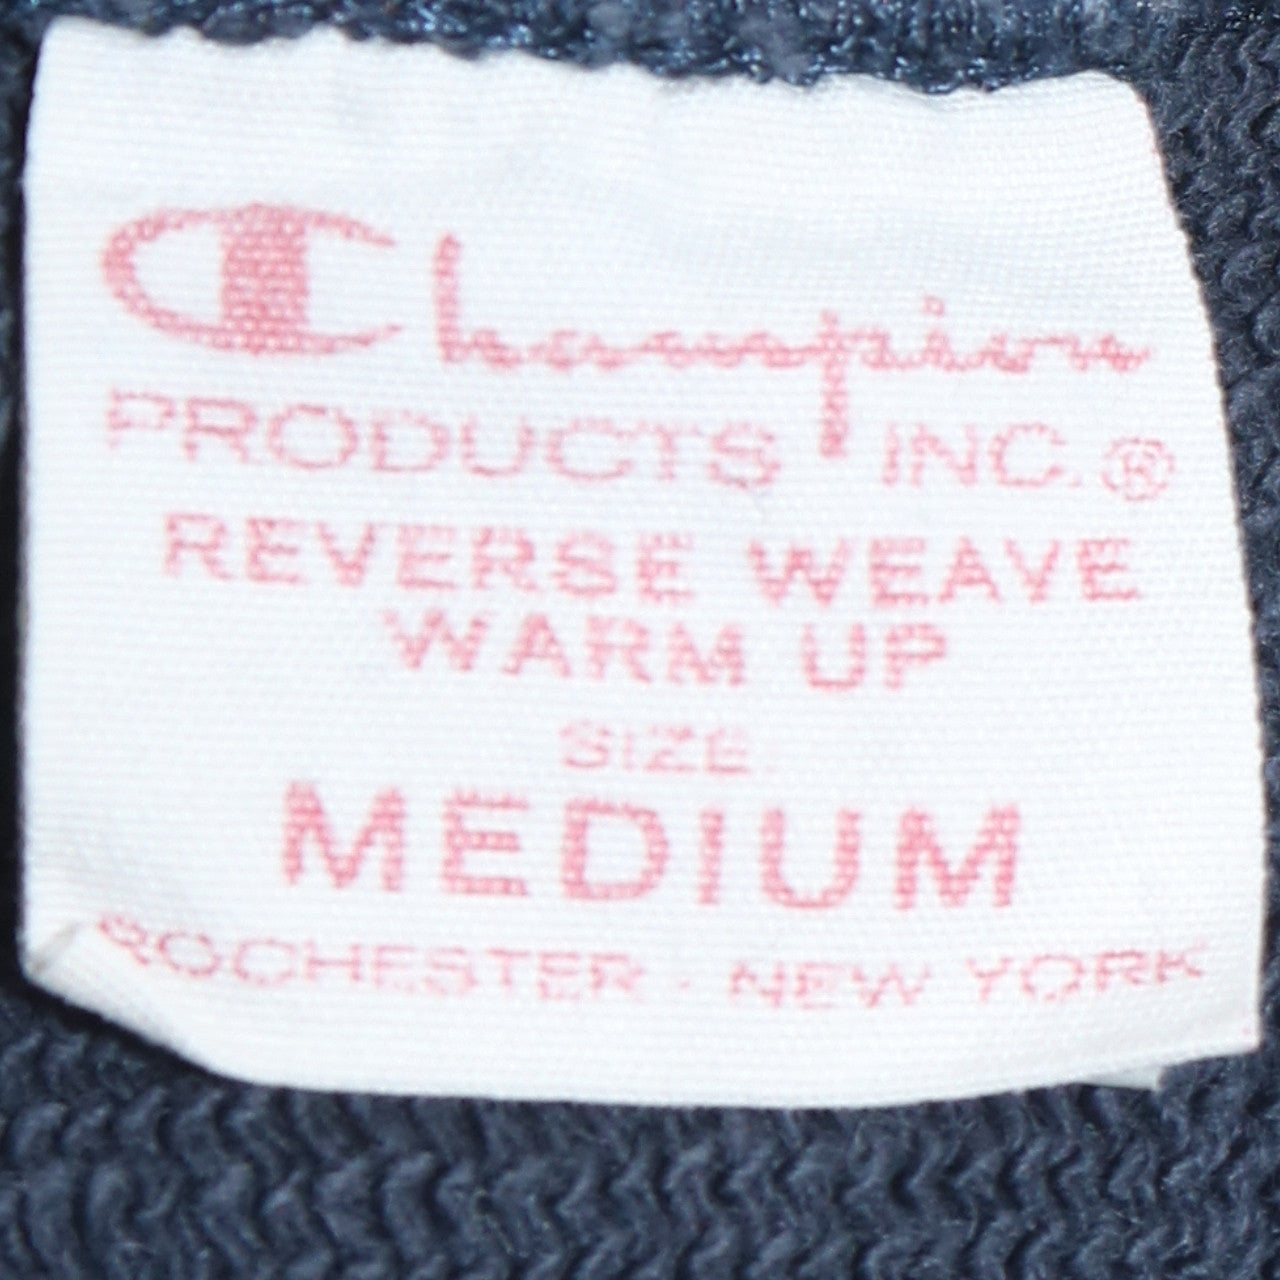 Champion
PRODUCTS INC.®
REVERSE WEAVE
WARM UP
SIZE:
MEDIUM
ROCHESTER - NEW YORK